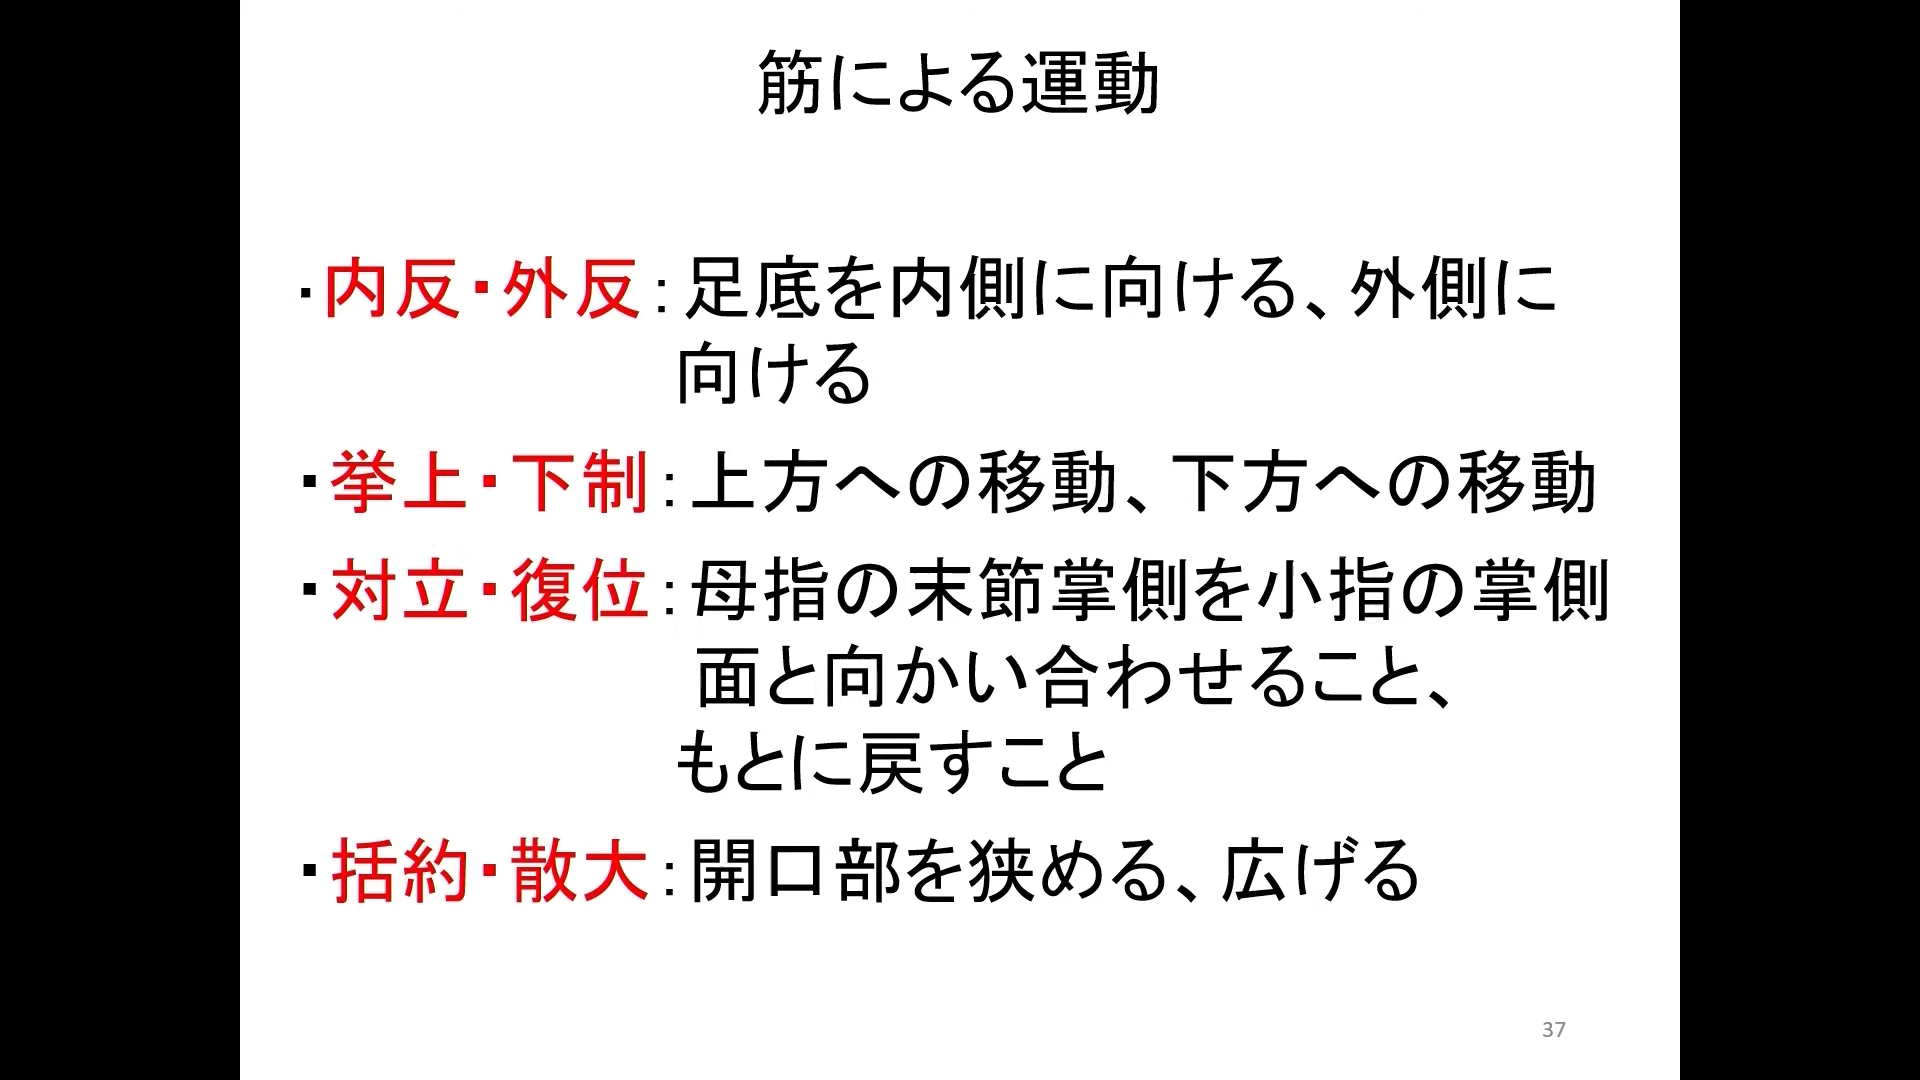 筋による運動
・内反・外反：足底を内側に向ける、外側に
向ける
・挙上・下制：上方への移動、下方への移動
・対立・復位：母指の末節掌側を小指の掌側
面と向かい合わせること、
もとに戻すこと
・括約・散大：開口部を狭める、広げる
37